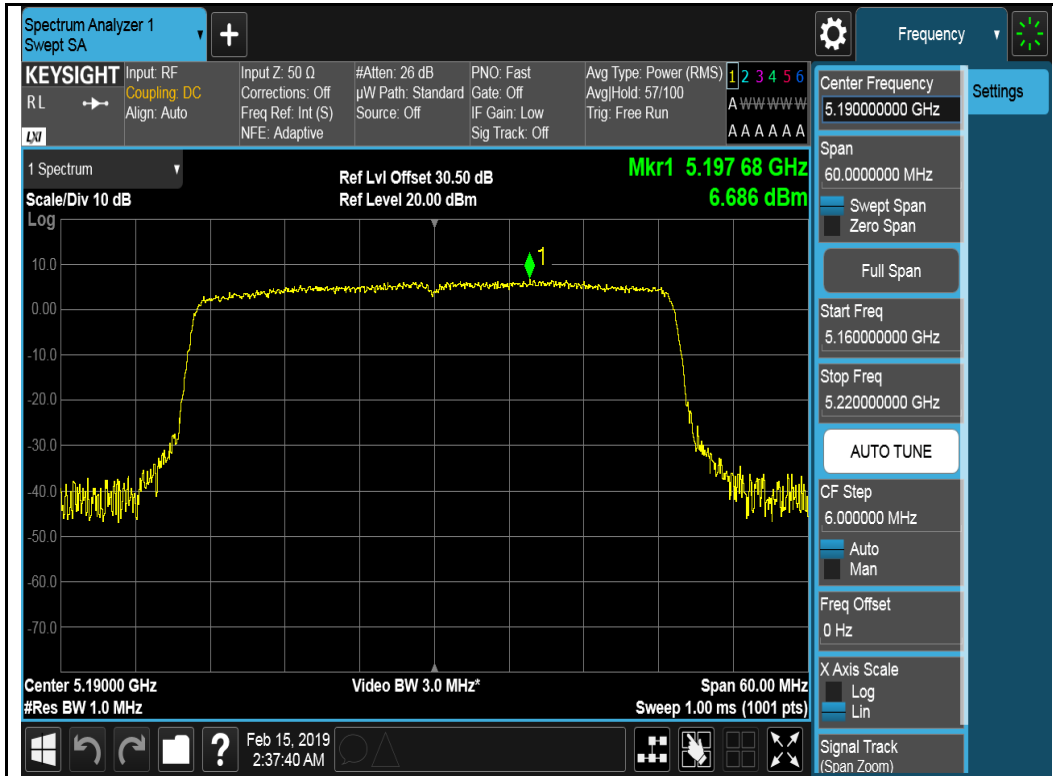 Spectrum Analyzer 1
Swept SA
+
Frequency
KEYSIGHT
R L
LXI
Input: RF
Coupling: DC
Align: Auto
Input Z: 50 Ω
Corrections: Off
Freq Ref: Int (S)
NFE: Adaptive
#Atten: 26 dB
µW Path: Standard
Source: Off
PNO: Fast
Gate: Off
IF Gain: Low
Sig Track: Off
Avg Type: Power (RMS)
Avg|Hold: 57/100
Trig: Free Run
1 2 3 4 5 6
A W W W W W
A A A A A A
1 Spectrum
Scale/Div 10 dB
Log
Ref Lvl Offset 30.50 dB
Ref Level 20.00 dBm
Mkr1 5.197 68 GHz
6.686 dBm
1
10.0
0.00
-10.0
-20.0
-30.0
-40.0
-50.0
-60.0
-70.0
Center 5.19000 GHz
#Res BW 1.0 MHz
Video BW 3.0 MHz*
Span 60.00 MHz
Sweep 1.00 ms (1001 pts)
?
Feb 15, 2019
2:37:40 AM
Center Frequency
5.190000000 GHz
Settings
Span
60.0000000 MHz
Swept Span
Zero Span
Full Span
Start Freq
5.160000000 GHz
Stop Freq
5.220000000 GHz
AUTO TUNE
CF Step
6.000000 MHz
Auto
Man
Freq Offset
0 Hz
X Axis Scale
Log
Lin
Signal Track
(Span Zoom)